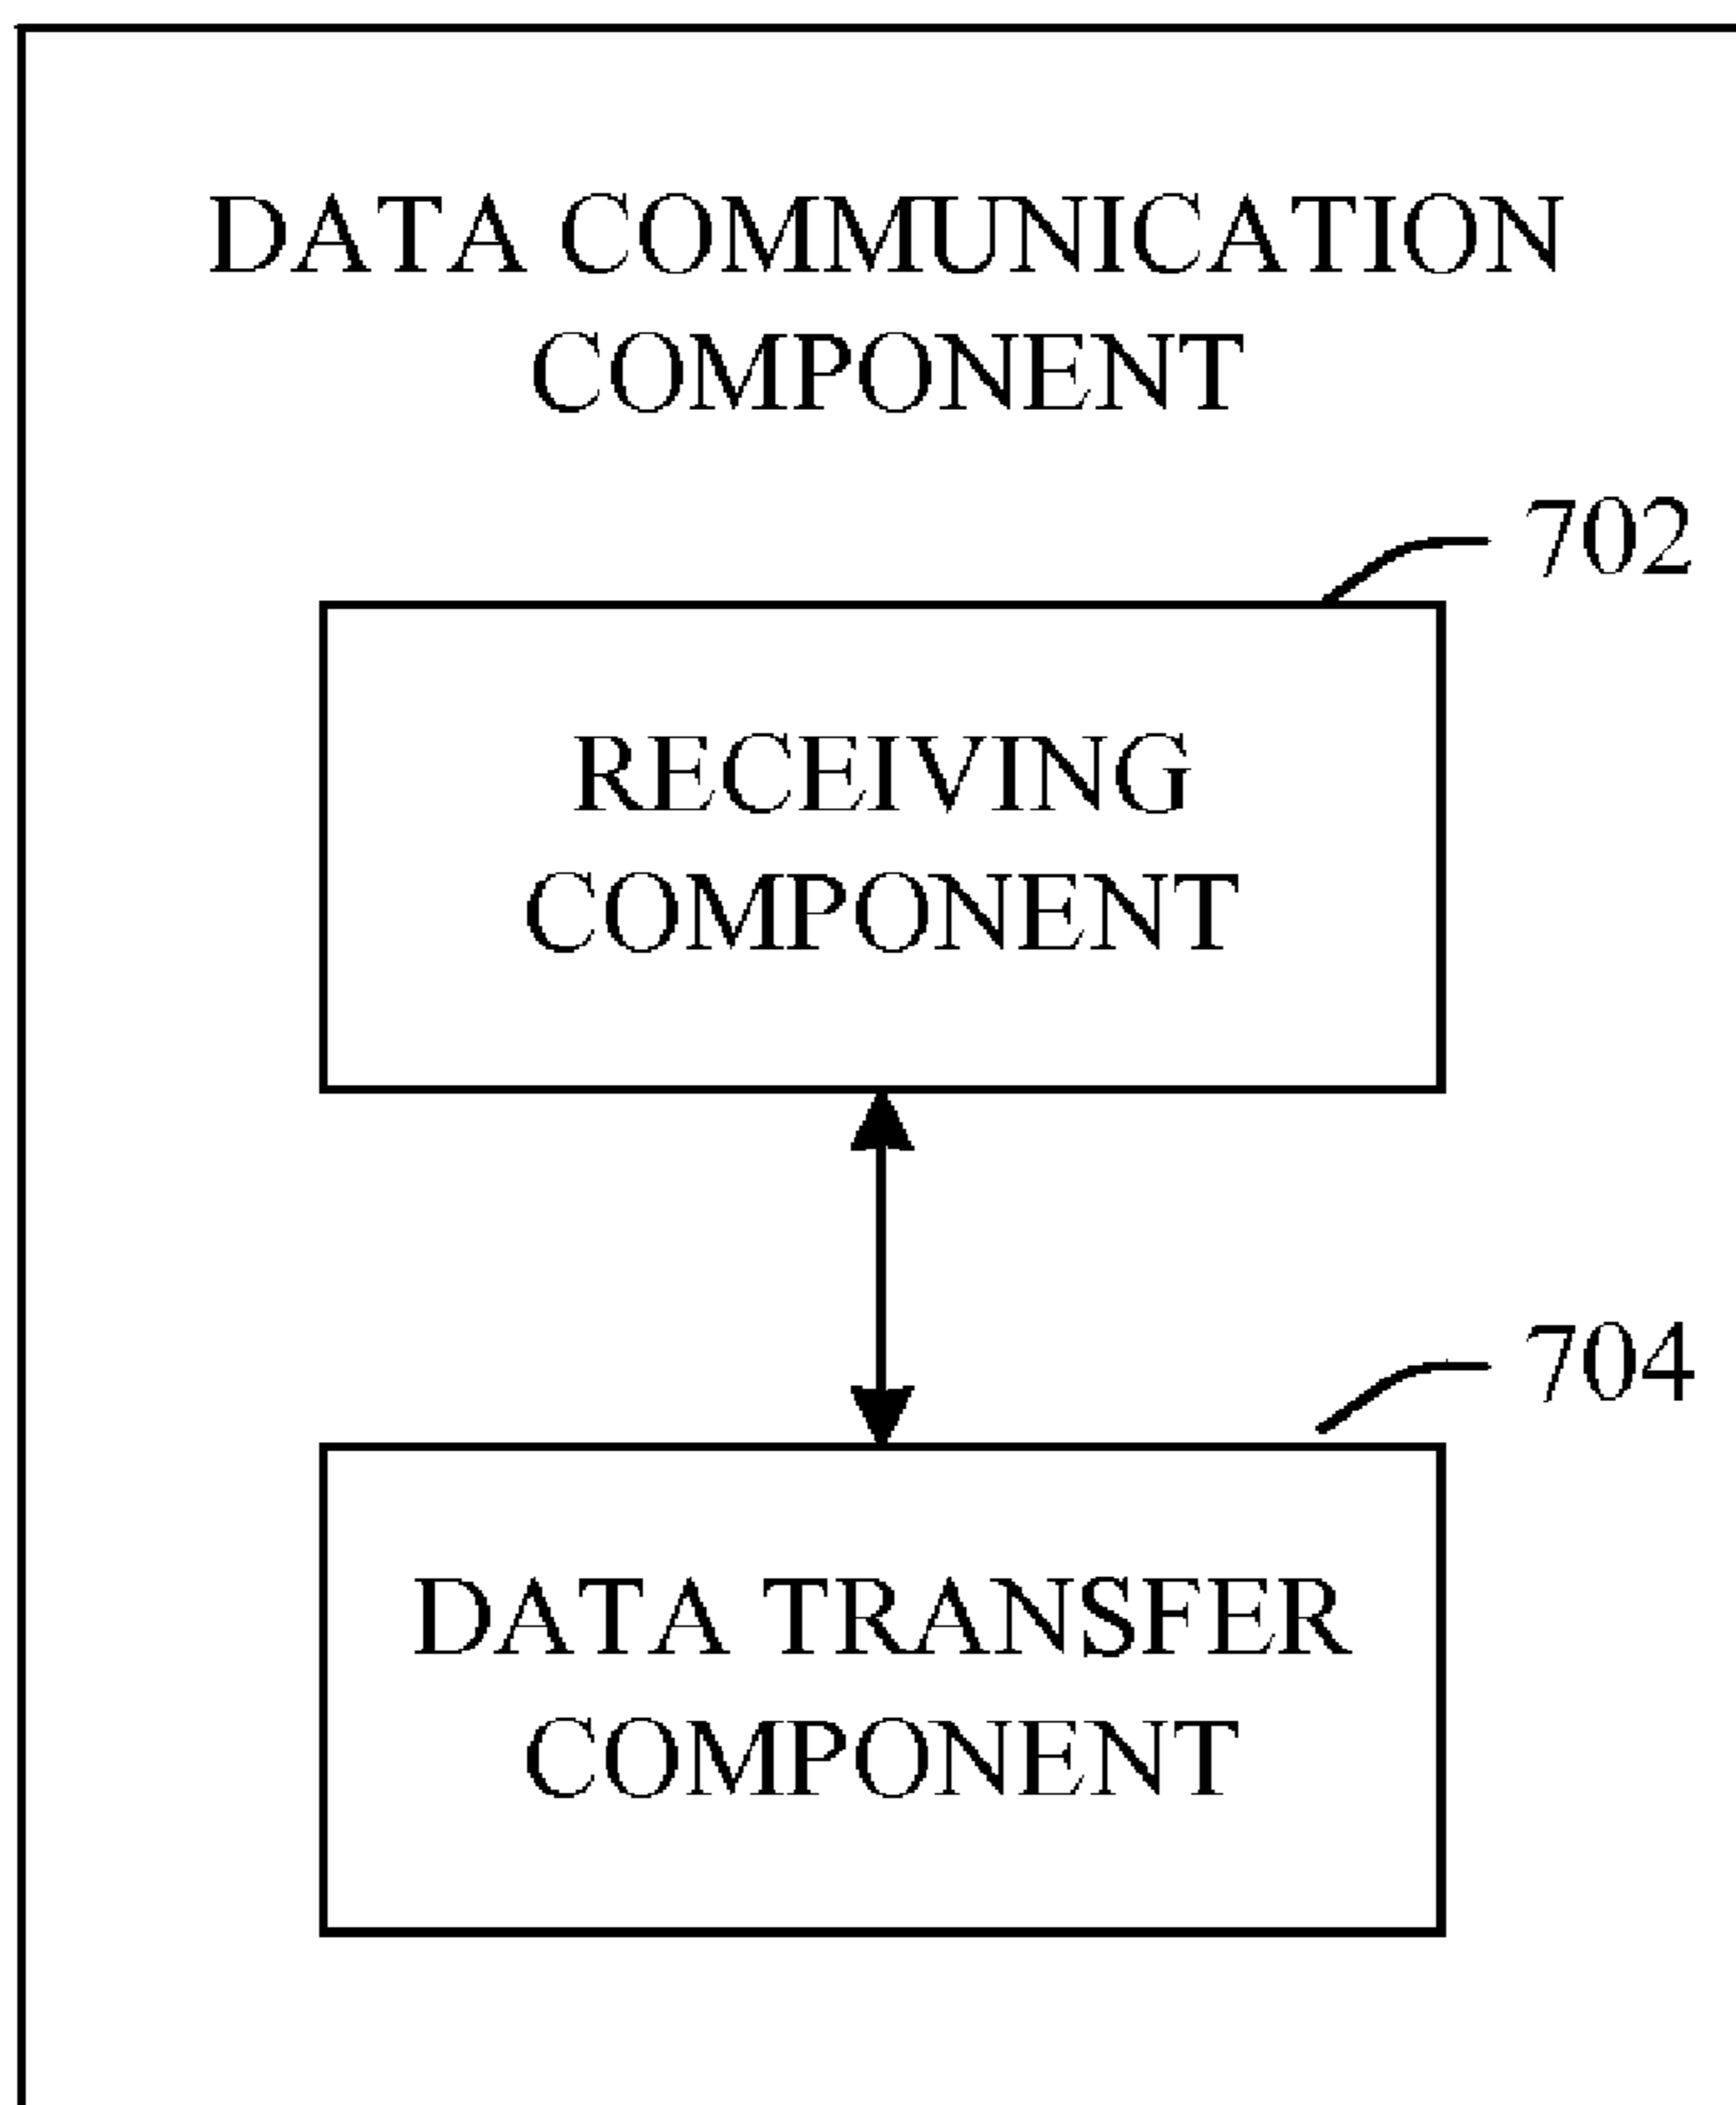 DATA COMMUNICATION
COMPONENT
702
RECEIVING
COMPONENT
704
DATA TRANSFER
COMPONENT